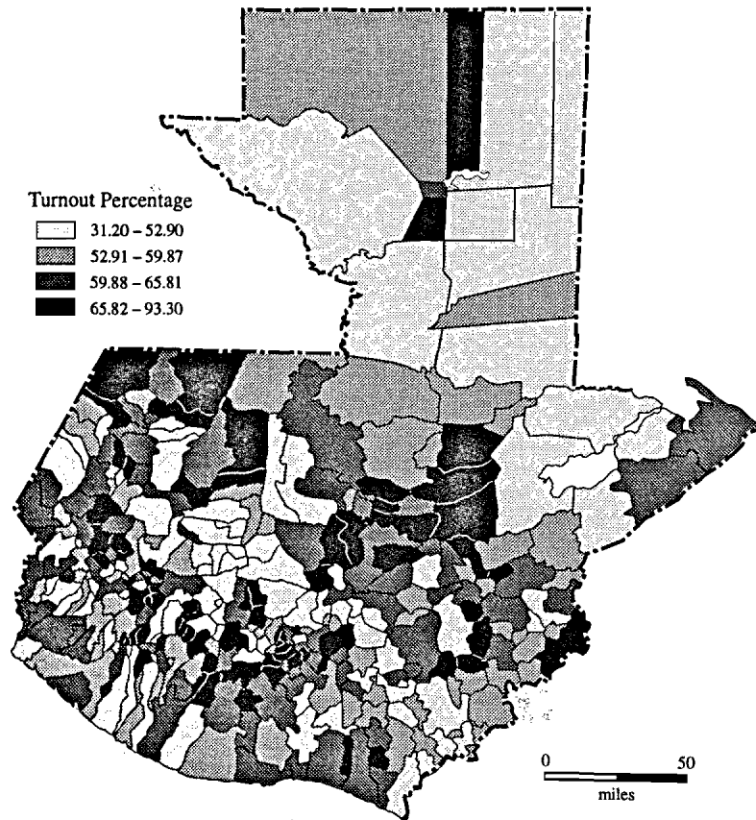 Turnout Percentage
31.20 – 52.90
52.91 – 59.87
59.88 – 65.81
65.82 – 93.30
0 50
miles